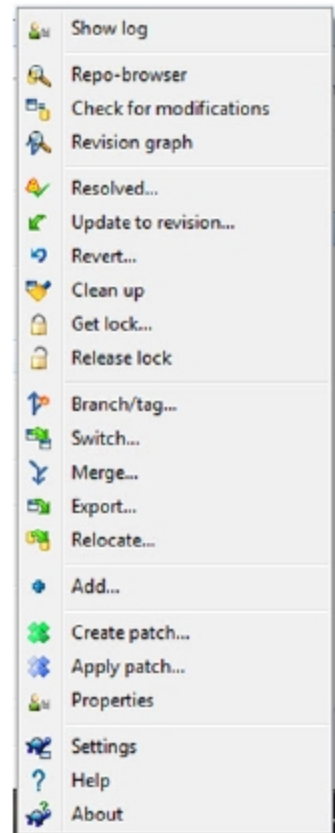 Show log
Repo-browser
Check for modifications
Revision graph
Resolved...
Update to revision...
Revert...
Clean up
Get lock...
Release lock
Branch/tag...
Switch...
Merge...
Export...
Relocate...
Add...
Create patch...
Apply patch...
Properties
Settings
Help
About